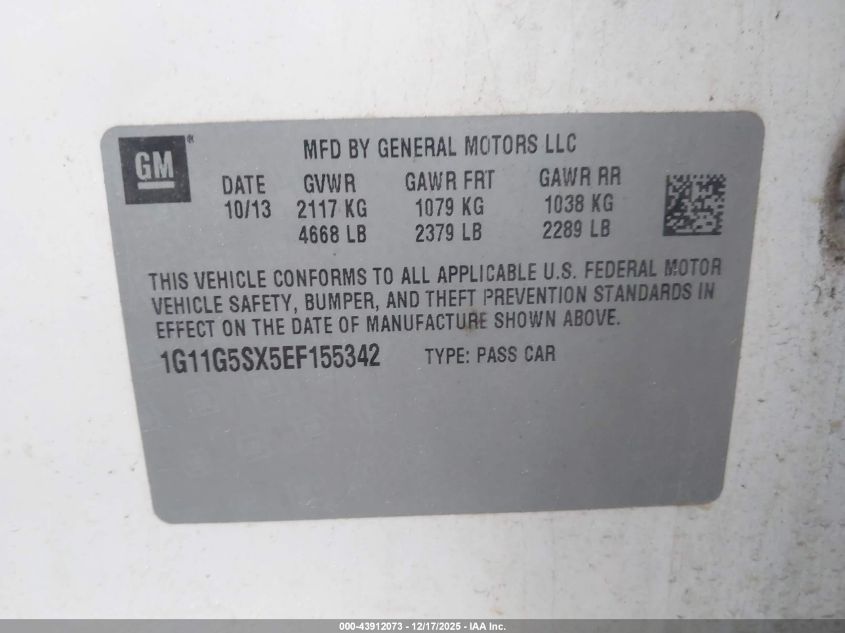 GM
MFD BY GENERAL MOTORS LLC
DATE GVWR GAWR FRT GAWR RR
10/13 2117 KG 1079 KG 1038 KG
4668 LB 2379 LB 2289 LB
THIS VEHICLE CONFORMS TO ALL APPLICABLE U.S. FEDERAL MOTOR
VEHICLE SAFETY, BUMPER, AND THEFT PREVENTION STANDARDS IN
EFFECT ON THE DATE OF MANUFACTURE SHOWN ABOVE.
1G11G5SX5EF155342 TYPE: PASS CAR
000-43912073 - 12/17/2025 - IAA Inc.